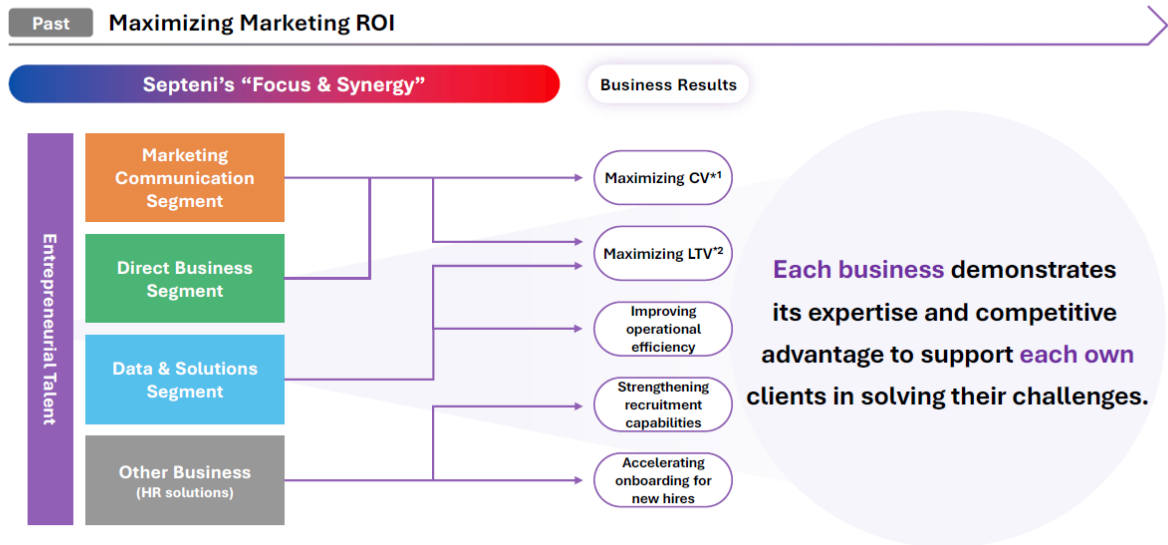 Past
Maximizing Marketing ROI
Septeni’s “Focus & Synergy”
Business Results
Entrepreneurial Talent
Marketing
Communication
Segment
Direct Business
Segment
Data & Solutions
Segment
Other Business
(HR solutions)
Maximizing CV*1
Maximizing LTV*2
Improving
operational
efficiency
Strengthening
recruitment
capabilities
Accelerating
onboarding for
new hires
Each business demonstrates
its expertise and competitive
advantage to support each own
clients in solving their challenges.